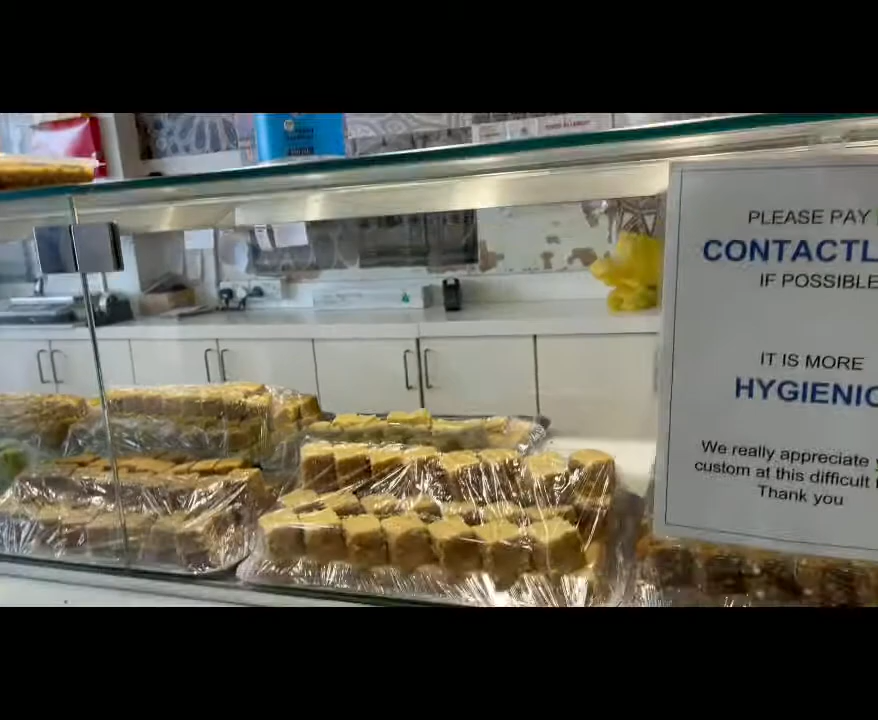 PLEASE PAY
CONTACTL
IF POSSIBLE
IT IS MORE
HYGIENIC
We really appreciate
custom at this difficult
Thank you